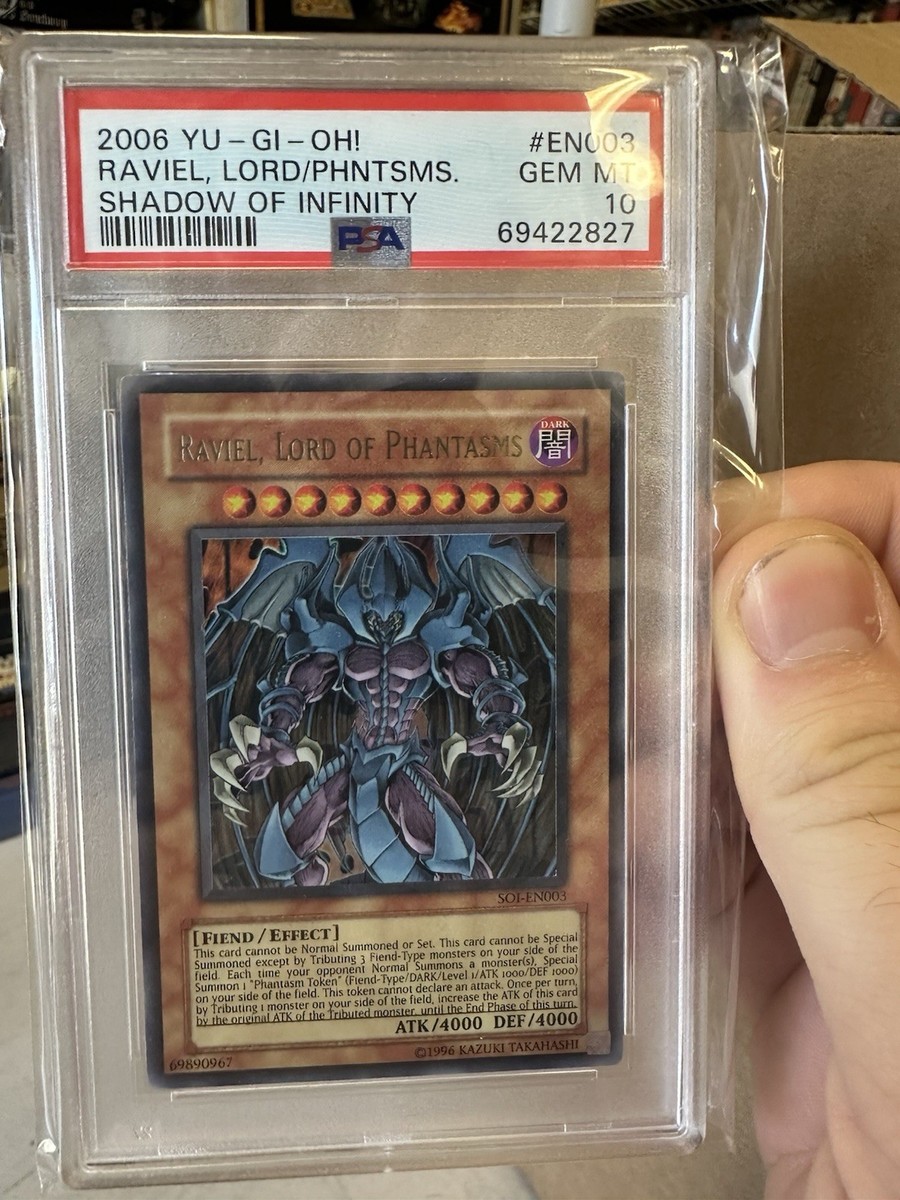 2006 YU-GI-OH! #EN003
RAVIEL, LORD/PHNTSMS. GEM MT
SHADOW OF INFINITY 10
PSA 69422827
RAVIEL, LORD OF PHANTASMS DARK
闇
SOI-EN003
[FIEND / EFFECT]
This card cannot be Normal Summoned or Set. This card cannot be Special
Summoned except by Tributing 3 Fiend-Type monsters on your side of the
field. Each time your opponent Normal Summons a monster(s), Special
Summon 1 "Phantasm Token" (Fiend-Type/DARK/Level 1/ATK 1000/DEF 1000)
on your side of the field. This token cannot declare an attack. Once per turn,
by Tributing 1 monster on your side of the field, increase the ATK of this card
by the original ATK of the Tributed monster, until the End Phase of this turn.
ATK/4000 DEF/4000
69890967 ©1996 KAZUKI TAKAHASHI